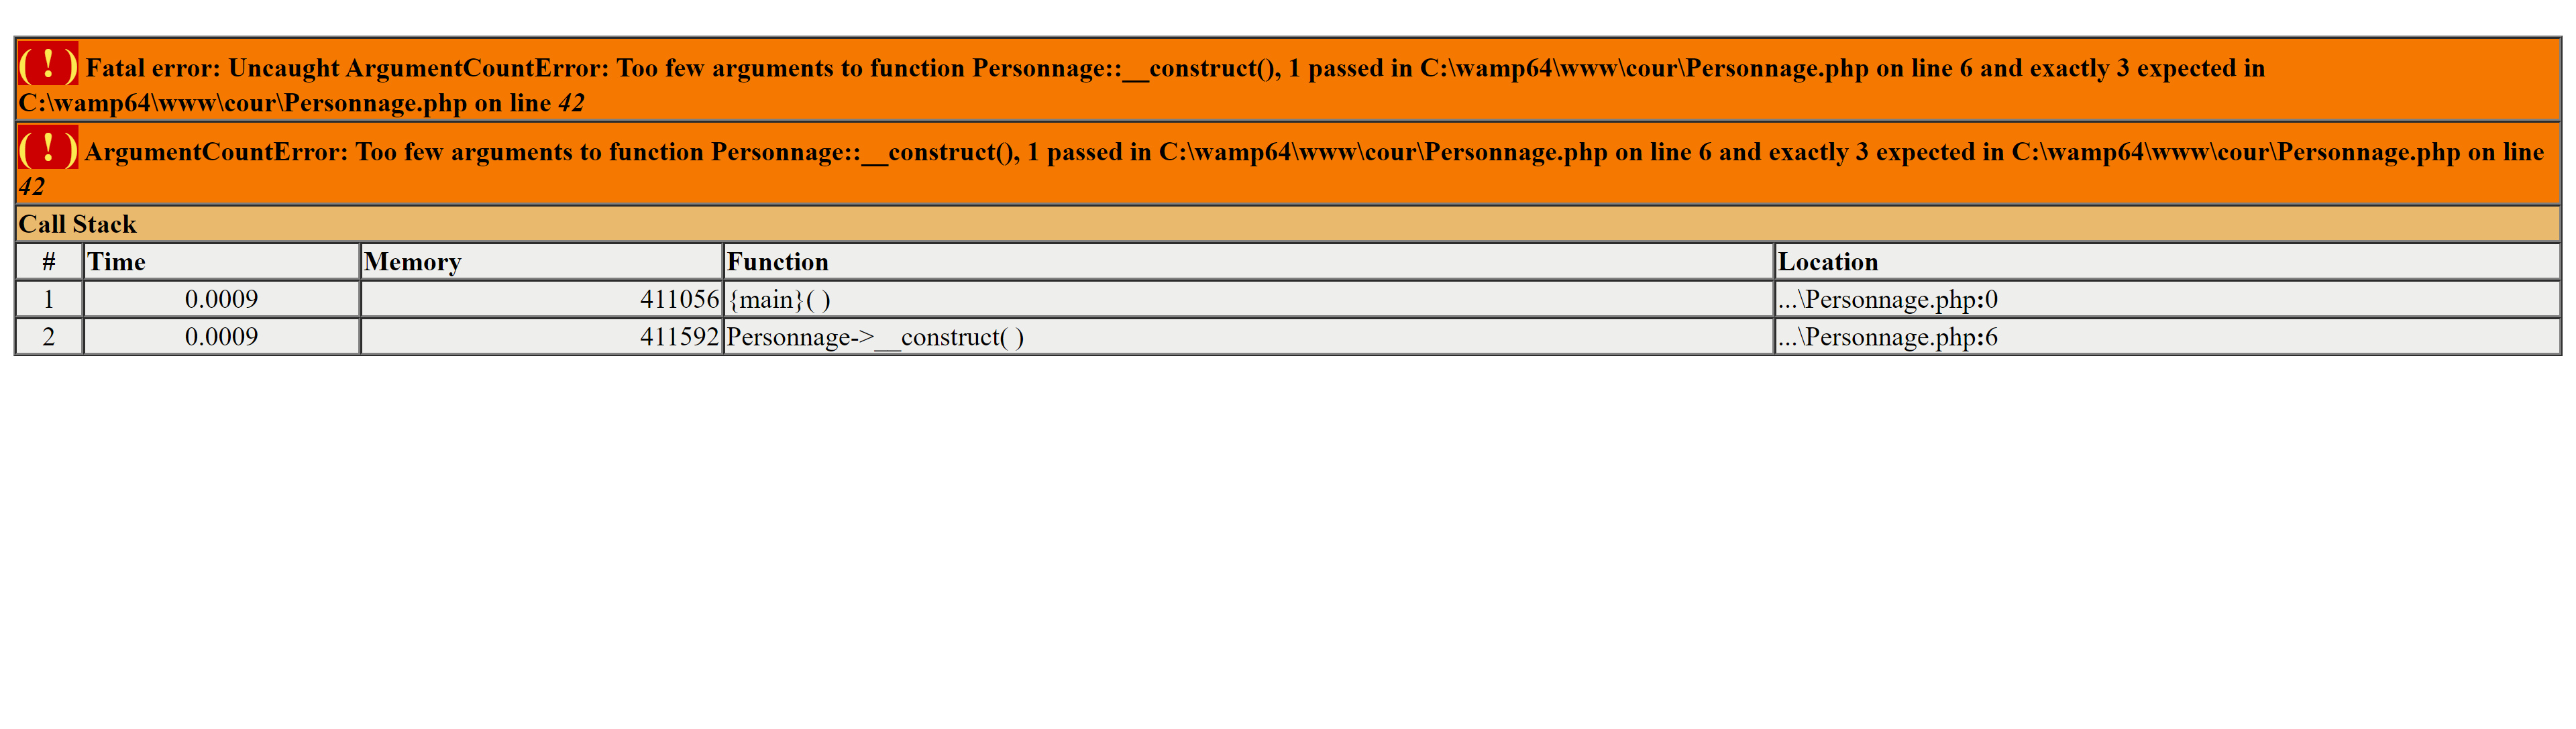 ( ! ) Fatal error: Uncaught ArgumentCountError: Too few arguments to function Personnage::__construct(), 1 passed in C:\wamp64\www\cour\Personnage.php on line 6 and exactly 3 expected in
C:\wamp64\www\cour\Personnage.php on line 42
( ! ) ArgumentCountError: Too few arguments to function Personnage::__construct(), 1 passed in C:\wamp64\www\cour\Personnage.php on line 6 and exactly 3 expected in C:\wamp64\www\cour\Personnage.php on line
42
Call Stack
# Time Memory Function Location
1 0.0009 411056 {main}( ) ...\Personnage.php:0
2 0.0009 411592 Personnage->__construct( ) ...\Personnage.php:6